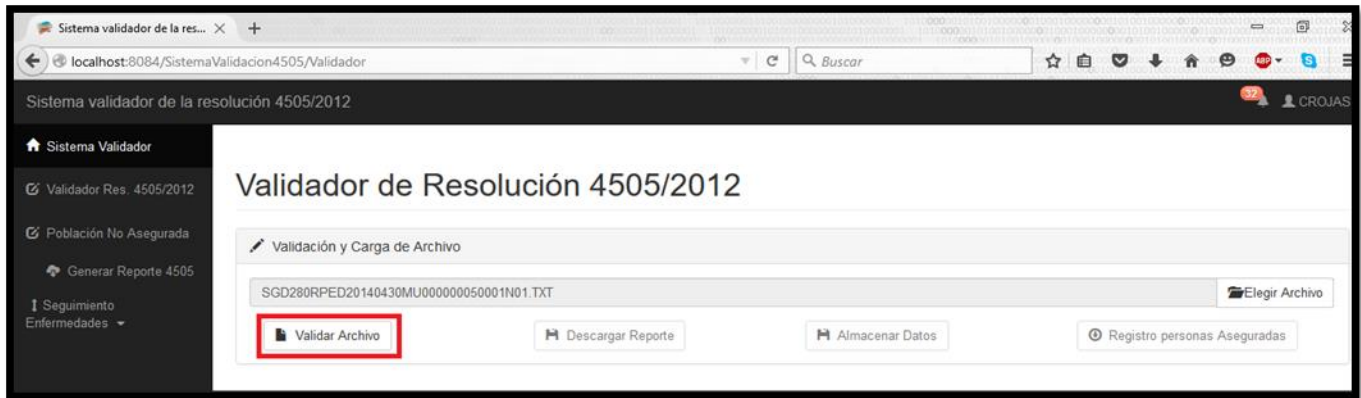 Sistema validador de la res...
localhost:8084/SistemaValidacion4505/Validador
Buscar
ABP
S
Sistema validador de la resolución 4505/2012
32
CROJAS
Sistema Validador
Validador Res. 4505/2012
Población No Asegurada
Generar Reporte 4505
Seguimiento
Enfermedades
Validador de Resolución 4505/2012
Validación y Carga de Archivo
SGD280RPED20140430MU000000050001N01.TXT
Elegir Archivo
Validar Archivo
Descargar Reporte
Almacenar Datos
Registro personas Aseguradas